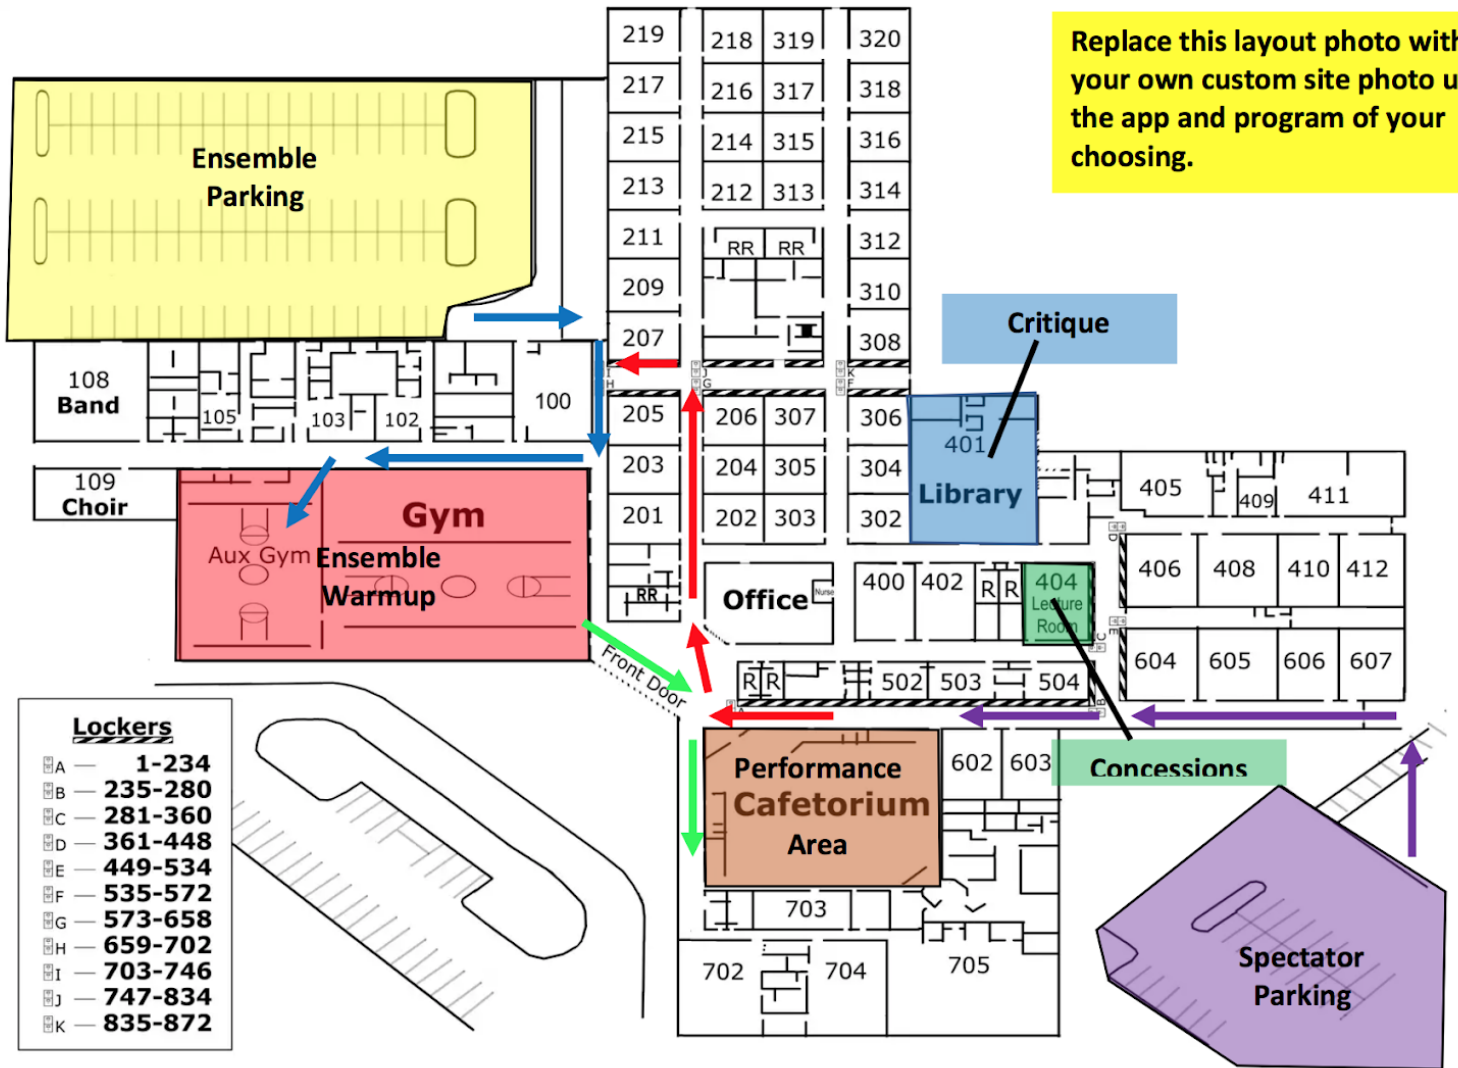 Replace this layout photo with
your own custom site photo u
the app and program of your
choosing.
219
218
319
320
217
216
317
318
215
214
315
316
213
212
313
314
211
RR
RR
312
209
310
207
308
Ensemble
Parking
Critique
I
H
J
G
K
F
108
Band
105
103
102
100
205
206
307
306
401
203
204
305
304
Library
201
202
303
302
109
Choir
Gym
Aux Gym
Ensemble
Warmup
RR
Office
Nurse
400
402
R
R
404
Lecture
Room
405
409
411
D
406
408
410
412
E
C
604
605
606
607
Front Door
R
R
502
503
504
A
B
Performance
Cafetorium
Area
602
603
Concessions
703
702
704
705
Spectator
Parking
Lockers
A — 1-234
B — 235-280
C — 281-360
D — 361-448
E — 449-534
F — 535-572
G — 573-658
H — 659-702
I — 703-746
J — 747-834
K — 835-872